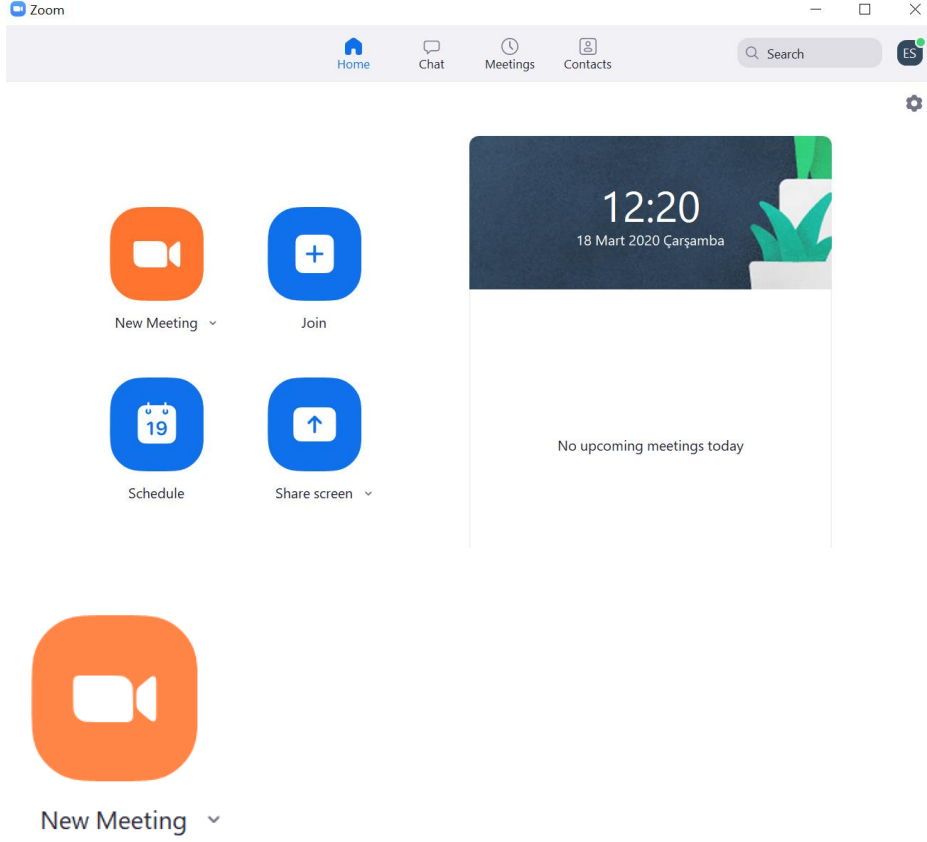 Zoom
Home Chat Meetings Contacts Search ES
12:20
18 Mart 2020 Çarşamba
New Meeting Join
19
Schedule Share screen
No upcoming meetings today
New Meeting